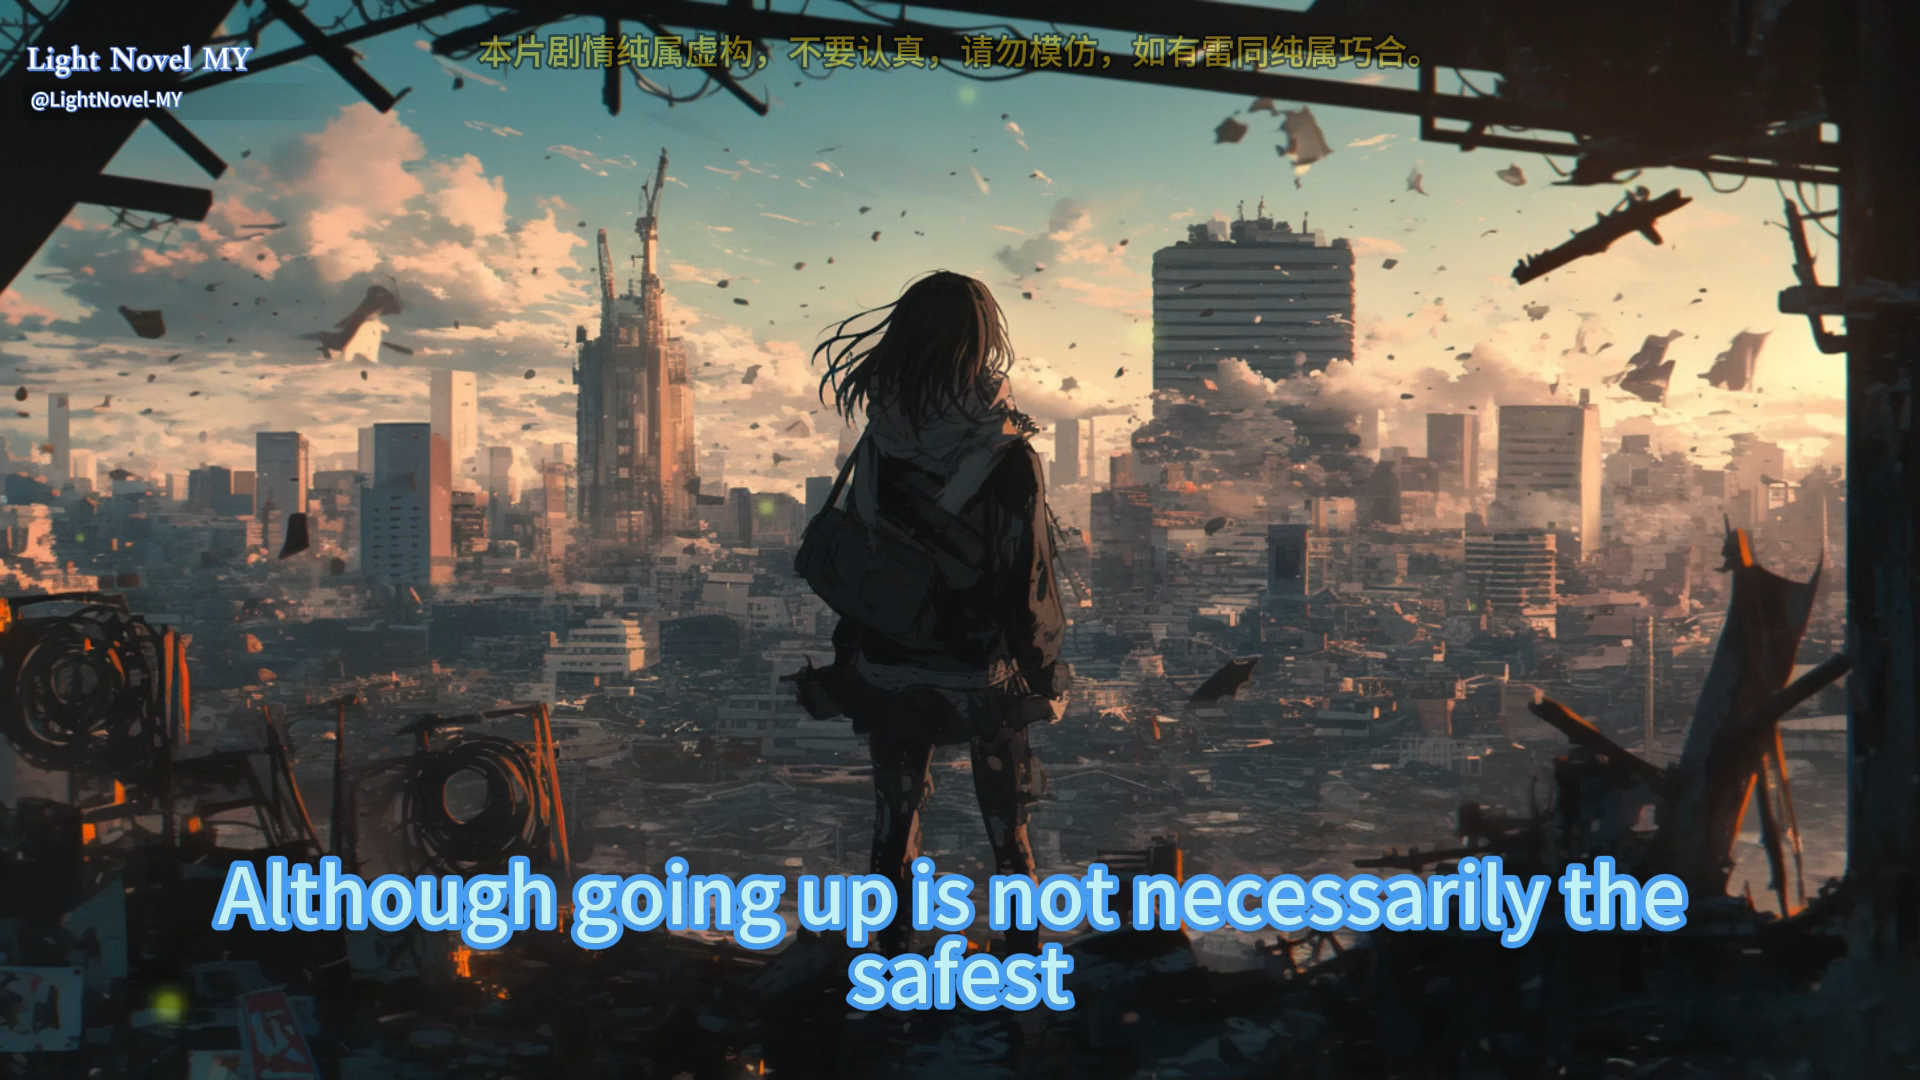 Light Novel MY
本片剧情纯属虚构，不要认真，请勿模仿，如有雷同纯属巧合。
@LightNovel-MY
Although going up is not necessarily the
safest